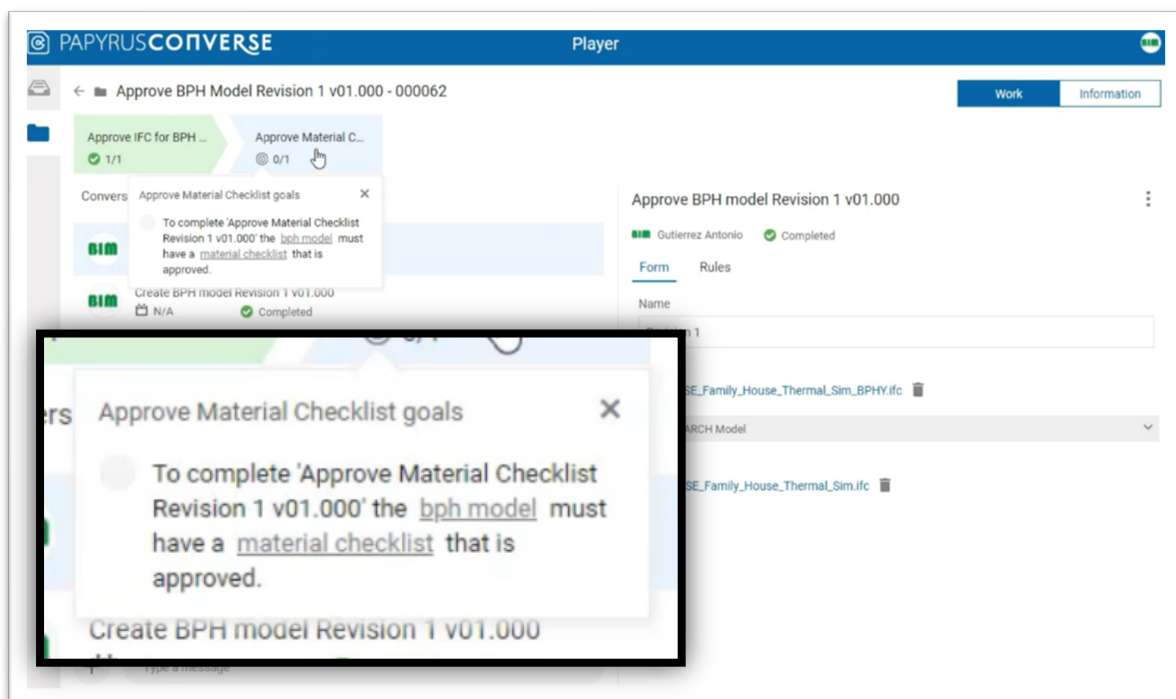 PAPYRUSCONVERSE
Player
BIM
Approve BPH Model Revision 1 v01.000 - 000062
Work
Information
Approve IFC for BPH ...
1/1
Approve Material C...
0/1
Convers
Approve Material Checklist goals
To complete 'Approve Material Checklist
Revision 1 v01.000' the bph model must
have a material checklist that is
approved.
BIM
BIM
Create BPH model Revision 1 v01.000
N/A
Completed
Approve BPH model Revision 1 v01.000
BIM Gutierrez Antonio
Completed
Form
Rules
Name
n 1
SE_Family_House_Thermal_Sim_BPHY.ifc
ARCH Model
SE_Family_House_Thermal_Sim.ifc
ers
Approve Material Checklist goals
To complete 'Approve Material Checklist
Revision 1 v01.000' the bph model must
have a material checklist that is
approved.
Create BPH model Revision 1 v01.000
Type a message